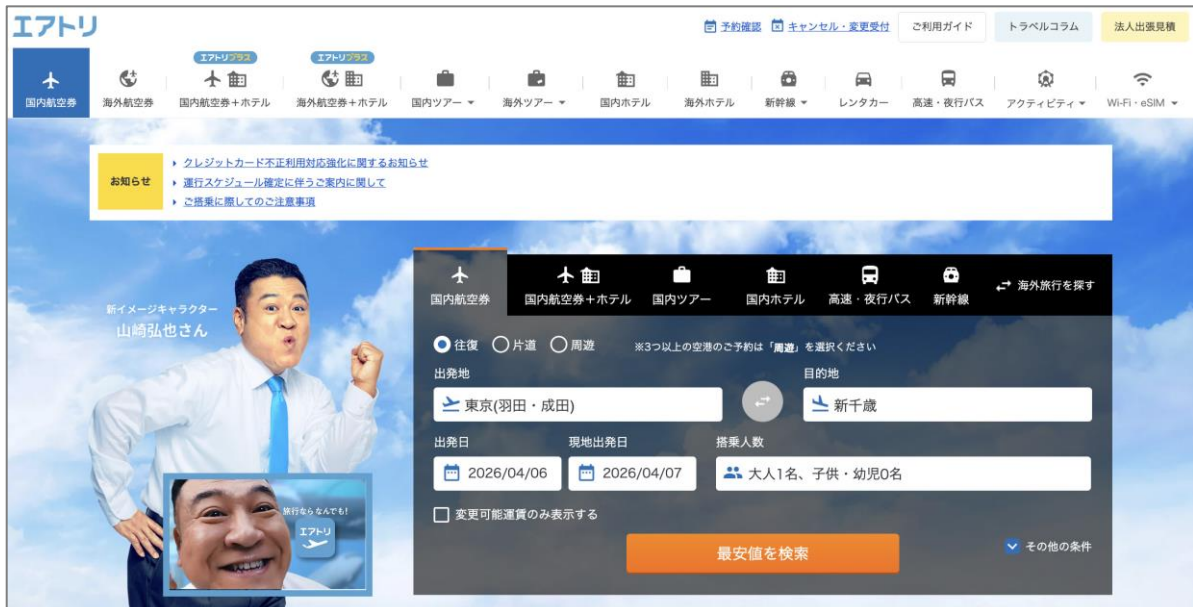 エアトリ
予約確認 キャンセル・変更受付 ご利用ガイド トラベルコラム 法人出張見積
エアトリプラス エアトリプラス
国内航空券 海外航空券 国内航空券+ホテル 海外航空券+ホテル 国内ツアー 海外ツアー 国内ホテル 海外ホテル 新幹線 レンタカー 高速・夜行バス アクティビティ Wi-Fi・eSIM
お知らせ
クレジットカード不正利用対応強化に関するお知らせ
運行スケジュール確定に伴うご案内に関して
ご搭乗に際してのご注意事項
新イメージキャラクター
山崎弘也さん
旅行ならなんでも!
エアトリ
国内航空券 国内航空券+ホテル 国内ツアー 国内ホテル 高速・夜行バス 新幹線 海外旅行を探す
往復 片道 周遊 ※3つ以上の空港のご予約は「周遊」を選択ください
出発地 目的地
東京(羽田・成田) 新千歳
出発日 現地出発日 搭乗人数
2026/04/06 2026/04/07 大人1名、子供・幼児0名
変更可能運賃のみ表示する
最安値を検索 その他の条件